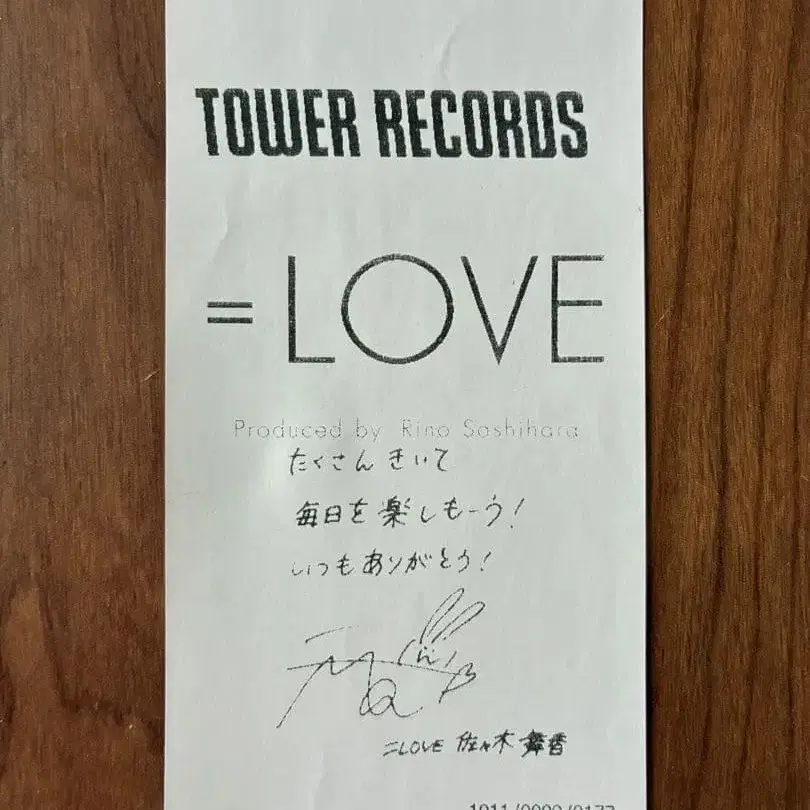 TOWER RECORDS
=LOVE
Produced by Rino Sashihara
たくさんきいて
毎日を楽しもーう!
いつもありがとう!
=LOVE 佐々木 舞香